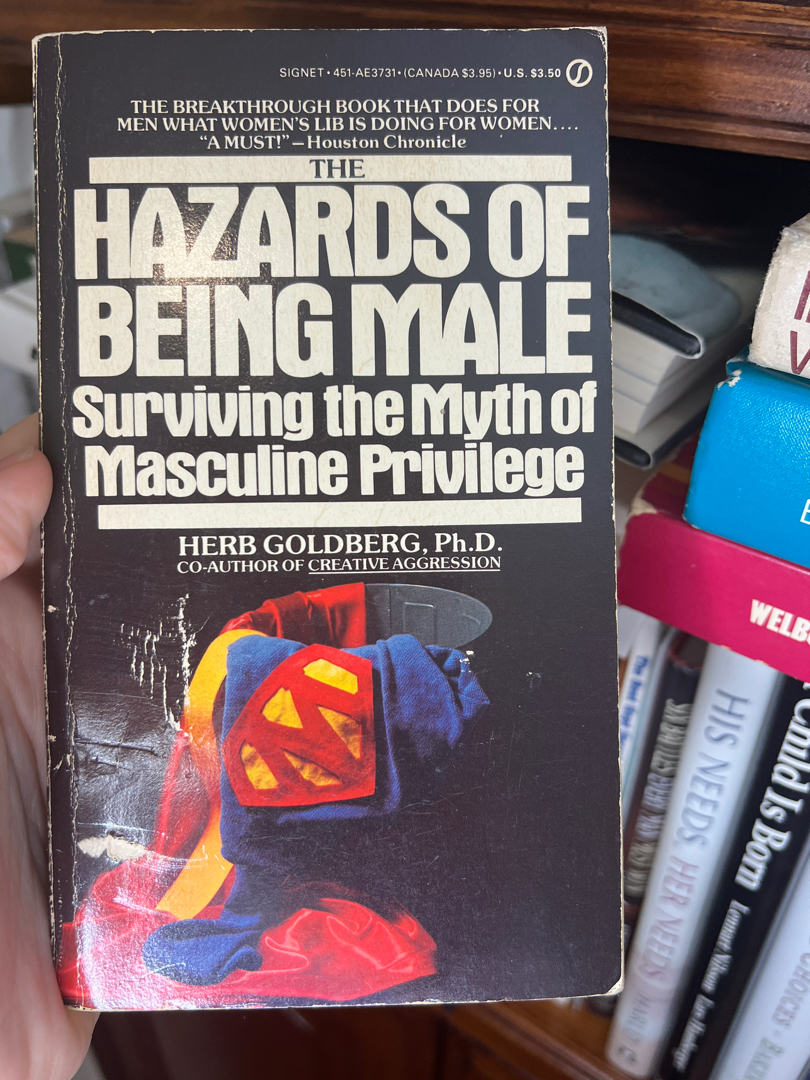 SIGNET • 451-AE3731 • (CANADA $3.95) • U.S. $3.50
THE BREAKTHROUGH BOOK THAT DOES FOR
MEN WHAT WOMEN'S LIB IS DOING FOR WOMEN....
"A MUST!"—Houston Chronicle
THE
HAZARDS OF
BEING MALE
Surviving the Myth of
Masculine Privilege
HERB GOLDBERG, Ph.D.
CO-AUTHOR OF CREATIVE AGGRESSION
M
WELB
HIS NEEDS, HER NEEDS
Child Is Born